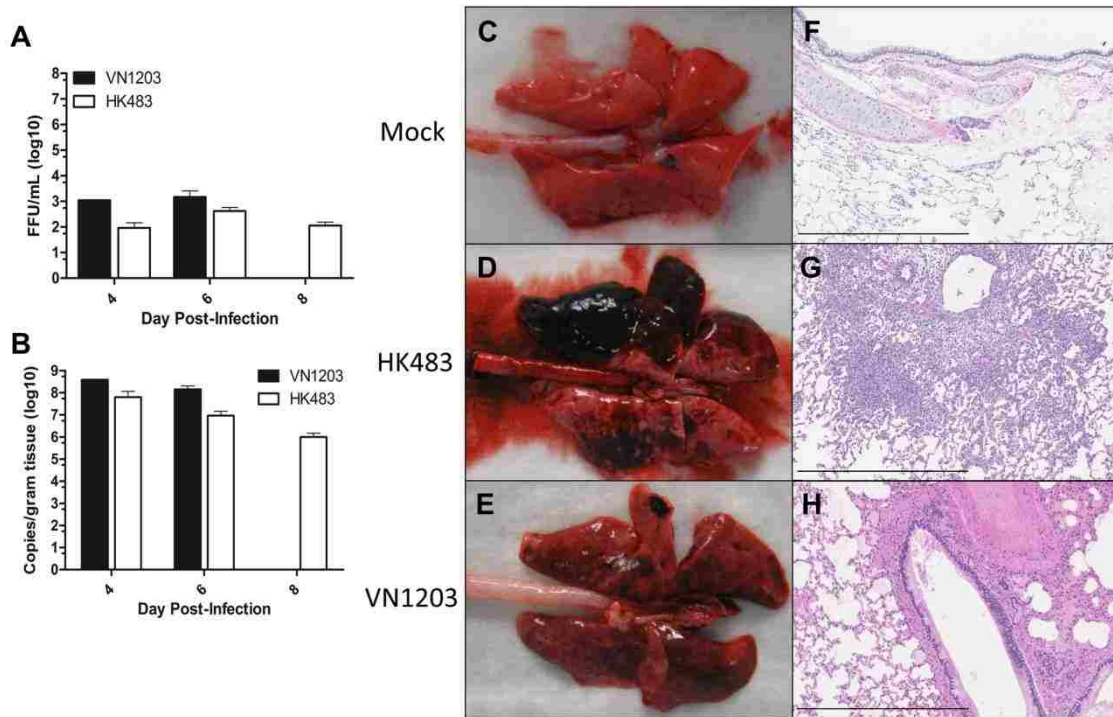 A
8
7
6
5
4
3
2
1
0
FFU/mL (log10)
VN1203
HK483
4
6
8
Day Post-Infection
B
9
8
7
6
5
4
3
2
1
0
Copies/gram tissue (log10)
VN1203
HK483
4
6
8
Day Post-Infection
Mock
HK483
VN1203
C
D
E
F
G
H